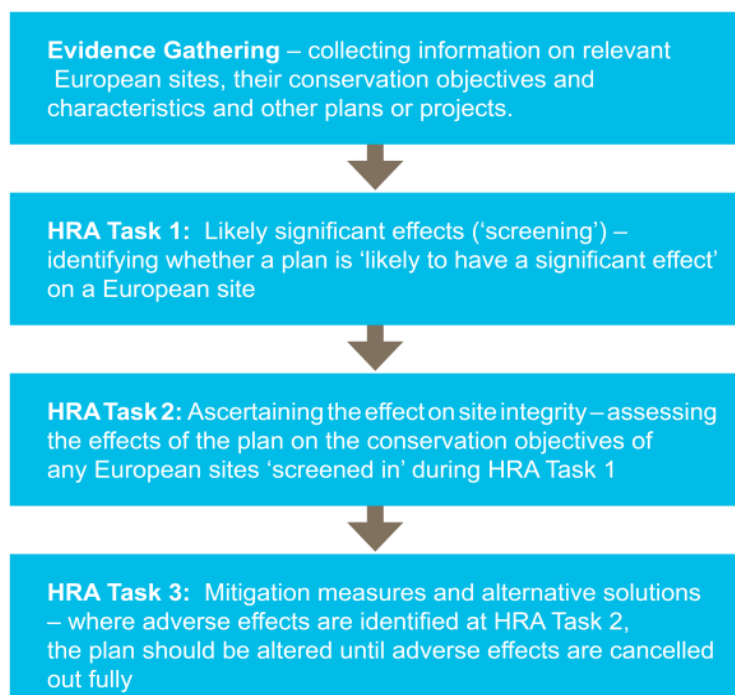 Evidence Gathering – collecting information on relevant
European sites, their conservation objectives and
characteristics and other plans or projects.
HRA Task 1: Likely significant effects (‘screening’) –
identifying whether a plan is ‘likely to have a significant effect’
on a European site
HRA Task 2: Ascertaining the effect on site integrity – assessing
the effects of the plan on the conservation objectives of
any European sites ‘screened in’ during HRA Task 1
HRA Task 3: Mitigation measures and alternative solutions
– where adverse effects are identified at HRA Task 2,
the plan should be altered until adverse effects are cancelled
out fully